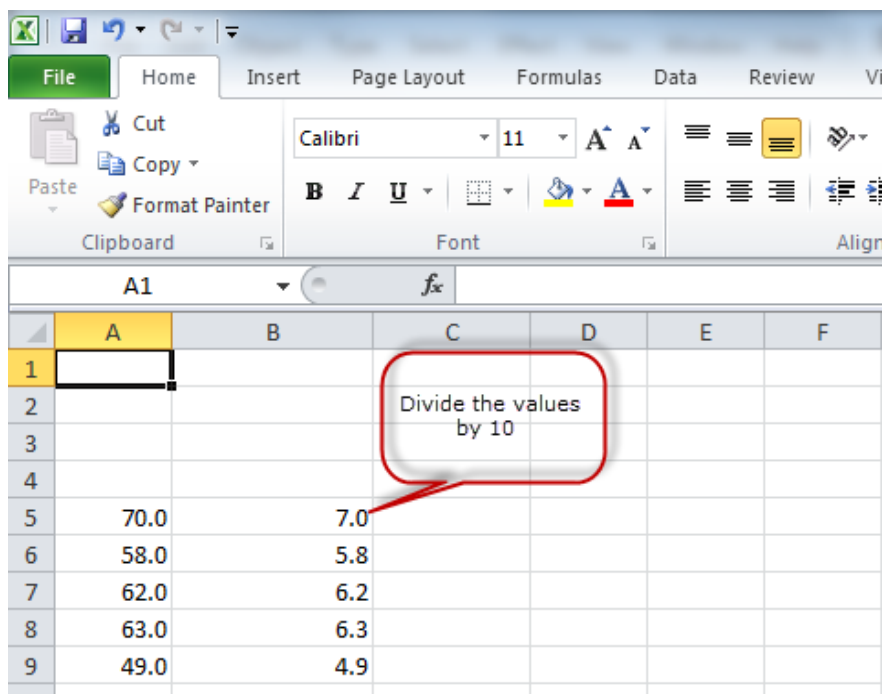 File Home Insert Page Layout Formulas Data Review Vi
Cut
Calibri 11 A A
Copy
Paste
Format Painter
B I U A
Clipboard Font Align
A1 fx
A B C D E F
1
2 Divide the values
3 by 10
4
5 70.0 7.0
6 58.0 5.8
7 62.0 6.2
8 63.0 6.3
9 49.0 4.9